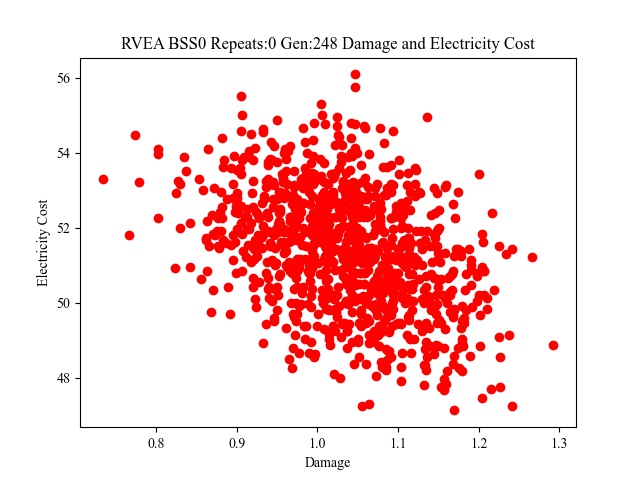 RVEA BSS0 Repeats:0 Gen:248 Damage and Electricity Cost
56
54
52
50
48
Electricity Cost
0.8 0.9 1.0 1.1 1.2 1.3
Damage